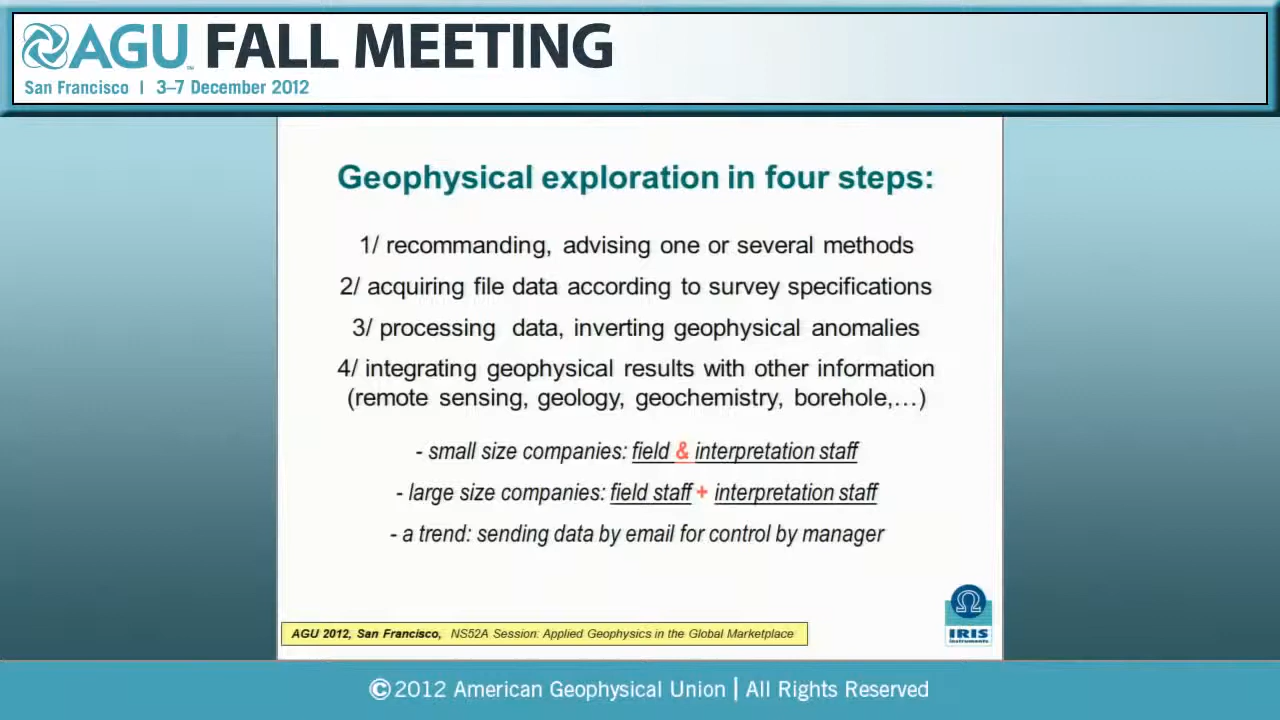 AGU FALL MEETING
San Francisco | 3–7 December 2012
Geophysical exploration in four steps:
1/ recommanding, advising one or several methods
2/ acquiring file data according to survey specifications
3/ processing data, inverting geophysical anomalies
4/ integrating geophysical results with other information
(remote sensing, geology, geochemistry, borehole,…)
- small size companies: field & interpretation staff
- large size companies: field staff + interpretation staff
- a trend: sending data by email for control by manager
AGU 2012, San Francisco, NS52A Session: Applied Geophysics in the Global Marketplace
IRIS
Instruments
©2012 American Geophysical Union | All Rights Reserved